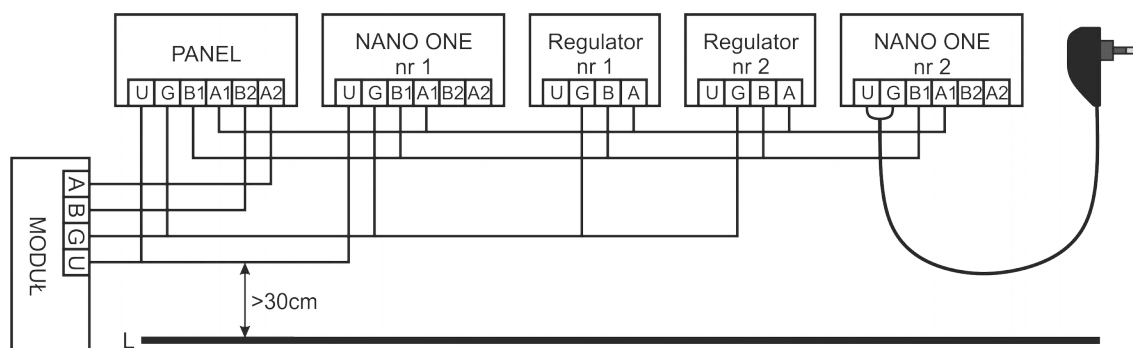 PANEL
U G B1 A1 B2 A2
NANO ONE
nr 1
U G B1 A1 B2 A2
Regulator
nr 1
U G B A
Regulator
nr 2
U G B A
NANO ONE
nr 2
U G B1 A1 B2 A2
MODUŁ
A
B
G
U
>30cm
L